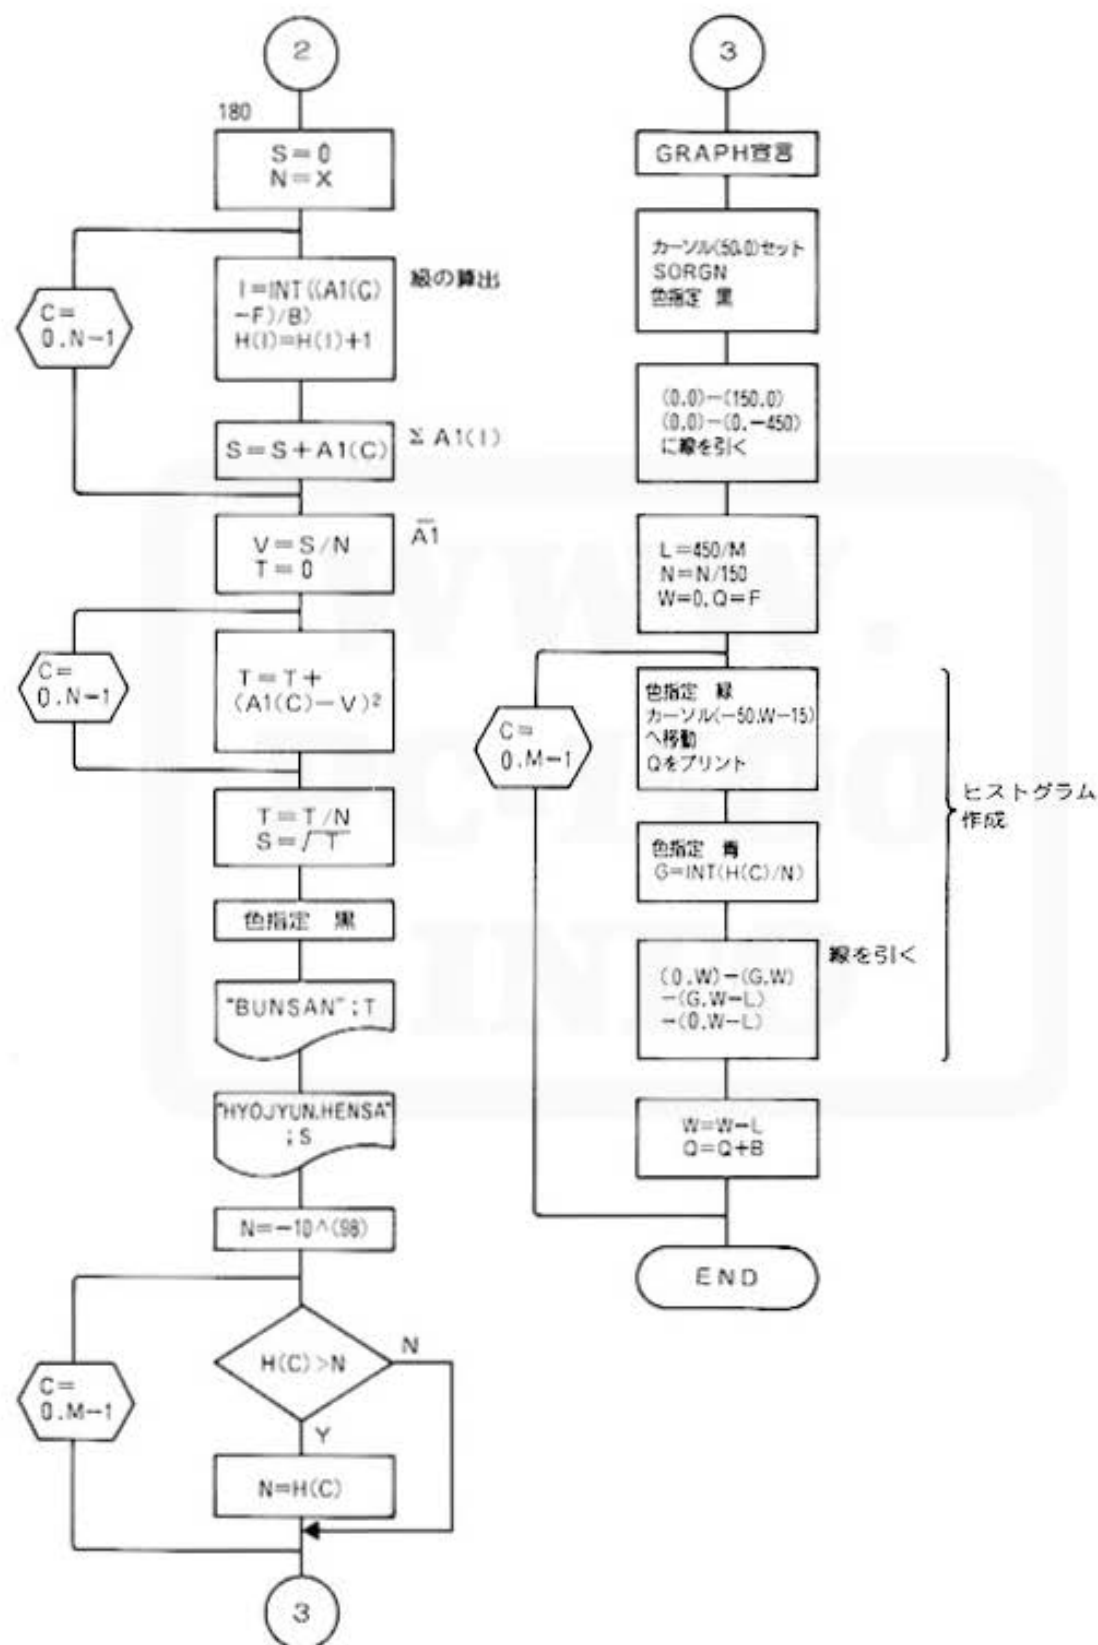 2
180
S=0
N=X
C=
0.N-1
I=INT((A1(C)
-F)/B)
H(I)=H(I)+1
級の算出
S=S+A1(C)
Σ A1(I)
V=S/N
T=0
A1
C=
0.N-1
T=T+
(A1(C)-V)²
T=T/N
S=√T
色指定 黒
"BUNSAN";T
"HYOJYUN.HENSA"
;S
N=-10^(98)
C=
0.M-1
H(C)>N
N
Y
N=H(C)
3
3
GRAPH宣言
カーソル(50.0)セット
SORGN
色指定 黒
(0.0)-(150.0)
(0.0)-(0.-450)
に線を引く
L=450/M
N=N/150
W=0.Q=F
C=
0.M-1
色指定 緑
カーソル(-50.W-15)
へ移動
Qをプリント
色指定 青
G=INT(H(C)/N)
(0.W)-(G.W)
-(G.W-L)
-(0.W-L)
線を引く
ヒストグラム
作成
W=W-L
Q=Q+B
END
WWW.
INFO